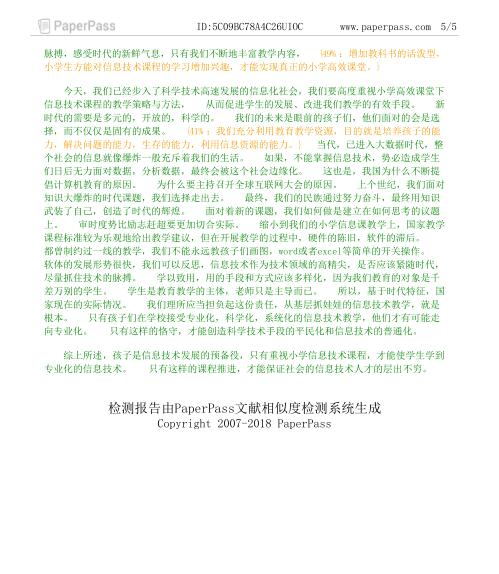 PaperPass ID:5C09BC78A4C26UI0C www.paperpass.com 5/5
脉搏，感受时代的新鲜气息，只有我们不断地丰富教学内容， {49%：增加教科书的活泼型，
小学生方能对信息技术课程的学习增加兴趣，才能实现真正的小学高效课堂。}
今天，我们已经步入了科学技术高速发展的信息化社会，我们要高度重视小学高效课堂下
信息技术课程的教学策略与方法， 从而促进学生的发展、改进我们教学的有效手段。 新
时代的需要是多元的，开放的，科学的。 我们的未来是眼前的孩子们，他们面对的会是选
择，而不仅仅是固有的成果。 {41%：我们充分利用教育教学资源，目的就是培养孩子的能
力，解决问题的能力，生存的能力，利用信息资源的能力。} 当代，已进入大数据时代，整
个社会的信息就像爆炸一般充斥着我们的生活。 如果，不能掌握信息技术，势必造成学生
们日后无力面对数据，分析数据，最终会被这个社会边缘化。 这也是，我国为什么不断提
倡计算机教育的原因。 为什么要主持召开全球互联网大会的原因。 上个世纪，我们面对
知识大爆炸的时代课题，我们选择走出去。 最终，我们的民族通过努力奋斗，最终用知识
武装了自己，创造了时代的辉煌。 面对着新的课题，我们如何做是建立在如何思考的议题
上。 审时度势比励志赶超要更加切合实际。 缩小到我们的小学信息课教学上，国家教学
课程标准较为乐观地给出教学建议，但在开展教学的过程中，硬件的陈旧，软件的滞后。
都曾制约过一线的教学，我们不能永远教孩子们画图，word或者excel等简单的开关操作。
软体的发展形势很快，我们可以反思，信息技术作为技术领域的高精尖，是否应该紧随时代，
尽量抓住技术的脉搏。 学以致用，用的手段和方式应该多样化，因为我们教育的对象是千
差万别的学生。 学生是教育教学的主体，老师只是主导而已。 所以，基于时代特征，国
家现在的实际情况。 我们理所应当担负起这份责任，从基层抓娃娃的信息技术教学，就是
根本。 只有孩子们在学校接受专业化，科学化，系统化的信息技术教学，他们才有可能走
向专业化。 只有这样的恪守，才能创造科学技术手段的平民化和信息技术的普通化。
综上所述，孩子是信息技术发展的预备役，只有重视小学信息技术课程，才能使学生学到
专业化的信息技术。 只有这样的课程推进，才能保证社会的信息技术人才的层出不穷。
检测报告由PaperPass文献相似度检测系统生成
Copyright 2007-2018 PaperPass